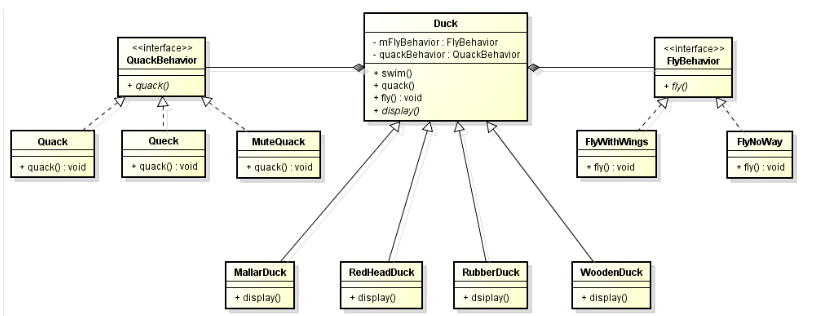 Duck
- mFlyBehavior : FlyBehavior
- quackBehavior : QuackBehavior
+ swim()
+ quack()
+ fly() : void
+ display()
<<interface>>
QuackBehavior
+ quack()
<<interface>>
FlyBehavior
+ fly()
Quack
+ quack() : void
Queck
+ quack() : void
MuteQuack
+ quack() : void
FlyWithWings
+ fly() : void
FlyNoWay
+ fly() : void
MallarDuck
+ display()
RedHeadDuck
+ display()
RubberDuck
+ dsiplay()
WoodenDuck
+ display()